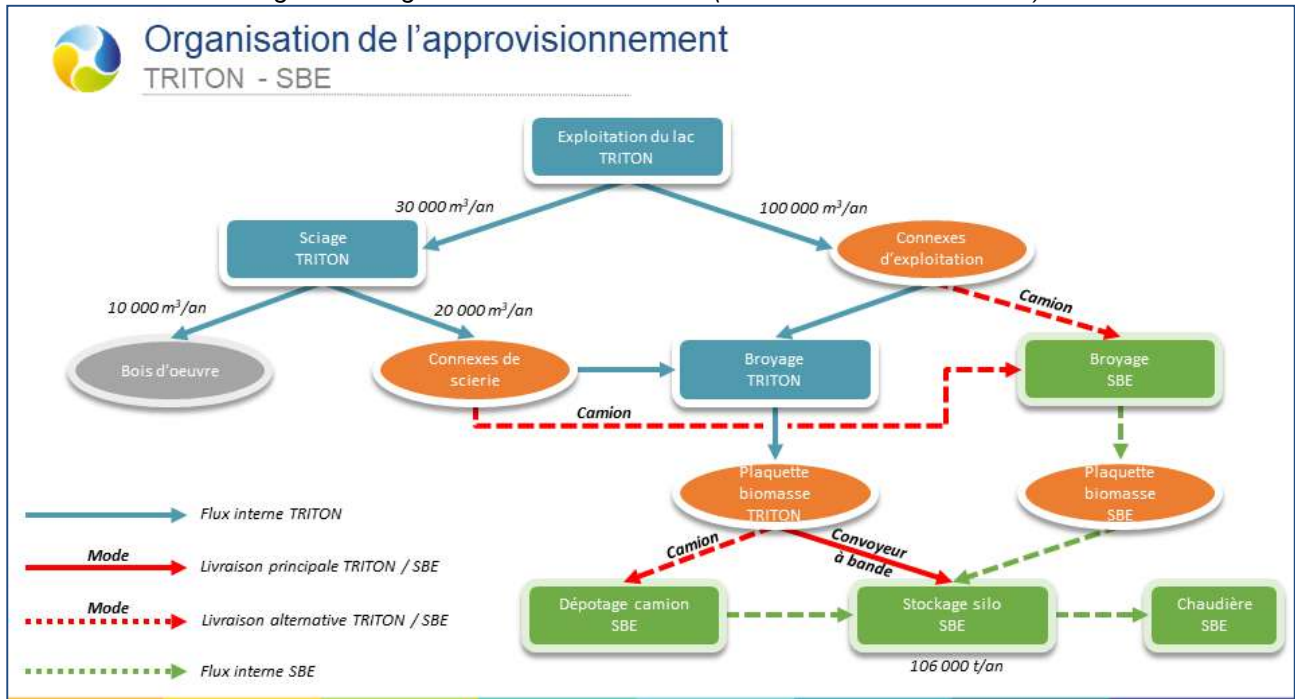 Organisation de l'approvisionnement
TRITON - SBE
Exploitation du lac
TRITON
30 000 m³/an
100 000 m³/an
Sciage
TRITON
Connexes
d'exploitation
10 000 m³/an
20 000 m³/an
Camion
Bois d'oeuvre
Connexes de
scierie
Broyage
TRITON
Broyage
SBE
Camion
Plaquette
biomasse
TRITON
Plaquette
biomasse
SBE
Flux interne TRITON
Camion
Convoyeur
à bande
Mode
Livraison principale TRITON / SBE
Dépotage camion
SBE
Stockage silo
SBE
Chaudière
SBE
Mode
Livraison alternative TRITON / SBE
106 000 t/an
Flux interne SBE